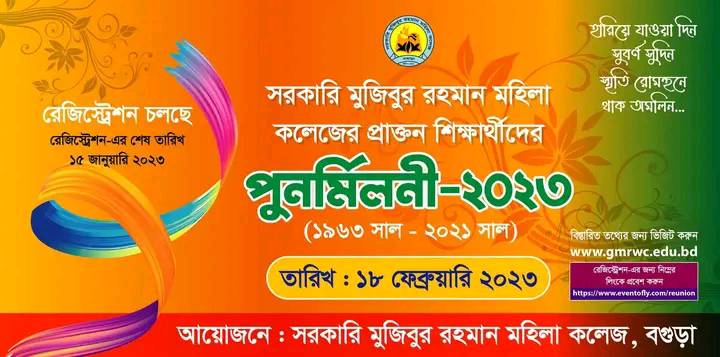 হারিয়ে যাওয়া দিন
সুবর্ণ সুদিন
স্মৃতি রোমন্থনে
থাক অমলিন...
রেজিস্ট্রেশন চলছে
রেজিস্ট্রেশন-এর শেষ তারিখ
১৫ জানুয়ারি ২০২৩
সরকারি মুজিবুর রহমান মহিলা
কলেজের প্রাক্তন শিক্ষার্থীদের
পুনর্মিলনী-২০২৩
(১৯৬৩ সাল - ২০২১ সাল)
তারিখ : ১৮ ফেব্রুয়ারি ২০২৩
বিস্তারিত তথ্যের জন্য ভিজিট করুন
www.gmrwc.edu.bd
রেজিস্ট্রেশন-এর জন্য নিম্নের
লিংকে প্রবেশ করুন
https://www.eventofly.com/reunion
আয়োজনে : সরকারি মুজিবুর রহমান মহিলা কলেজ, বগুড়া